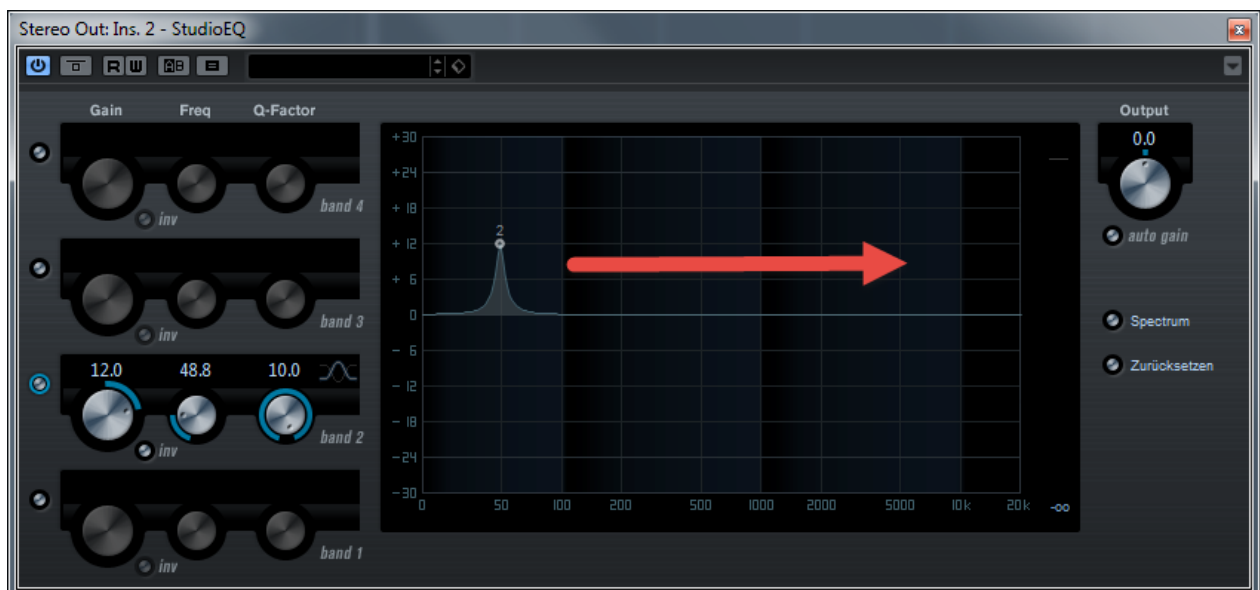 Stereo Out: Ins. 2 - StudioEQ
R W
Gain Freq Q-Factor
inv
band 4
inv
band 3
12.0 48.8 10.0
inv
band 2
inv
band 1
+30
+24
+ 18
+ 12
+ 6
0
- 6
- 12
- 18
-24
-30
2
0 50 100 200 500 1000 2000 5000 10k 20k -∞
Output
0.0
auto gain
Spectrum
Zurücksetzen